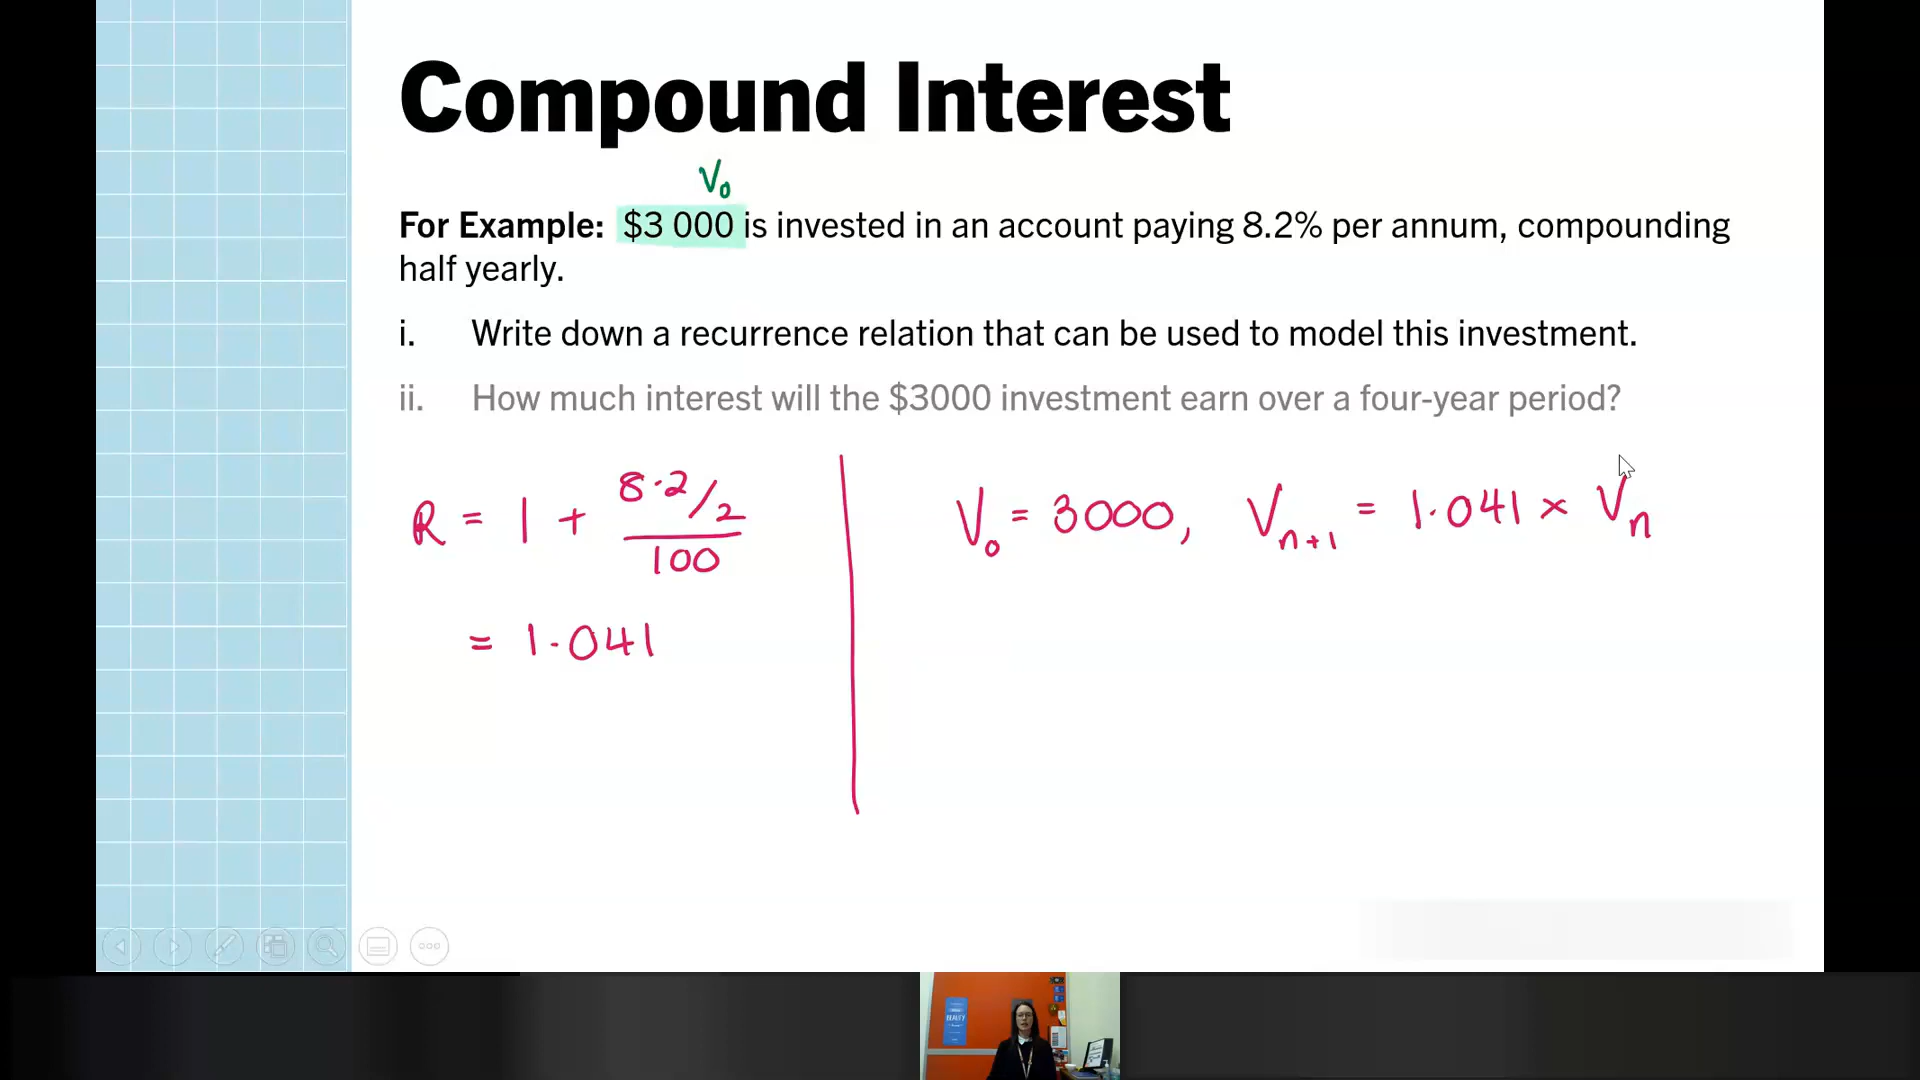 Compound Interest
V₀
For Example: $3 000 is invested in an account paying 8.2% per annum, compounding
half yearly.
i. Write down a recurrence relation that can be used to model this investment.
ii. How much interest will the $3000 investment earn over a four-year period?
R = 1 + 8.2/2 / 100
= 1.041
V₀ = 3000, Vₙ₊₁ = 1.041 × Vₙ
BEAUTY